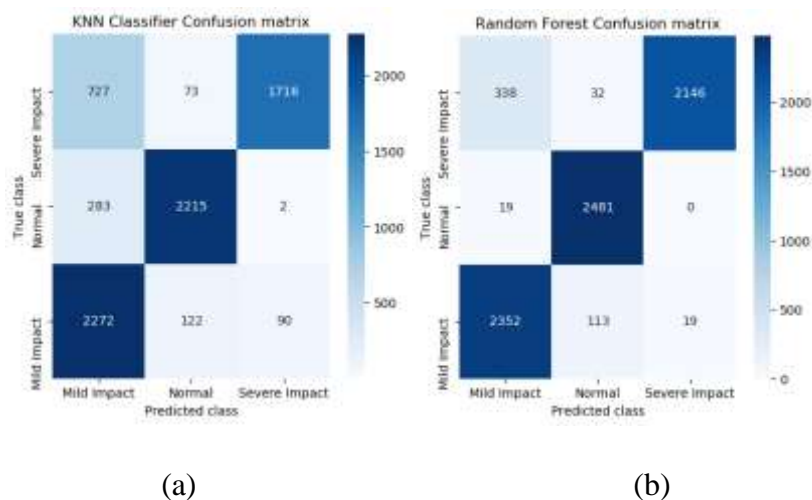 KNN Classifier Confusion matrix
Severe Impact
727 73 1716
2000
1500
True class
Normal
283 2215 2
1000
500
Mild Impact
2272 122 90
Mild Impact Normal Severe Impact
Predicted class
(a)
Random Forest Confusion matrix
Severe Impact
338 32 2146
2000
1500
True class
Normal
19 2481 0
1000
500
Mild Impact
2352 113 19
0
Mild Impact Normal Severe Impact
Predicted class
(b)